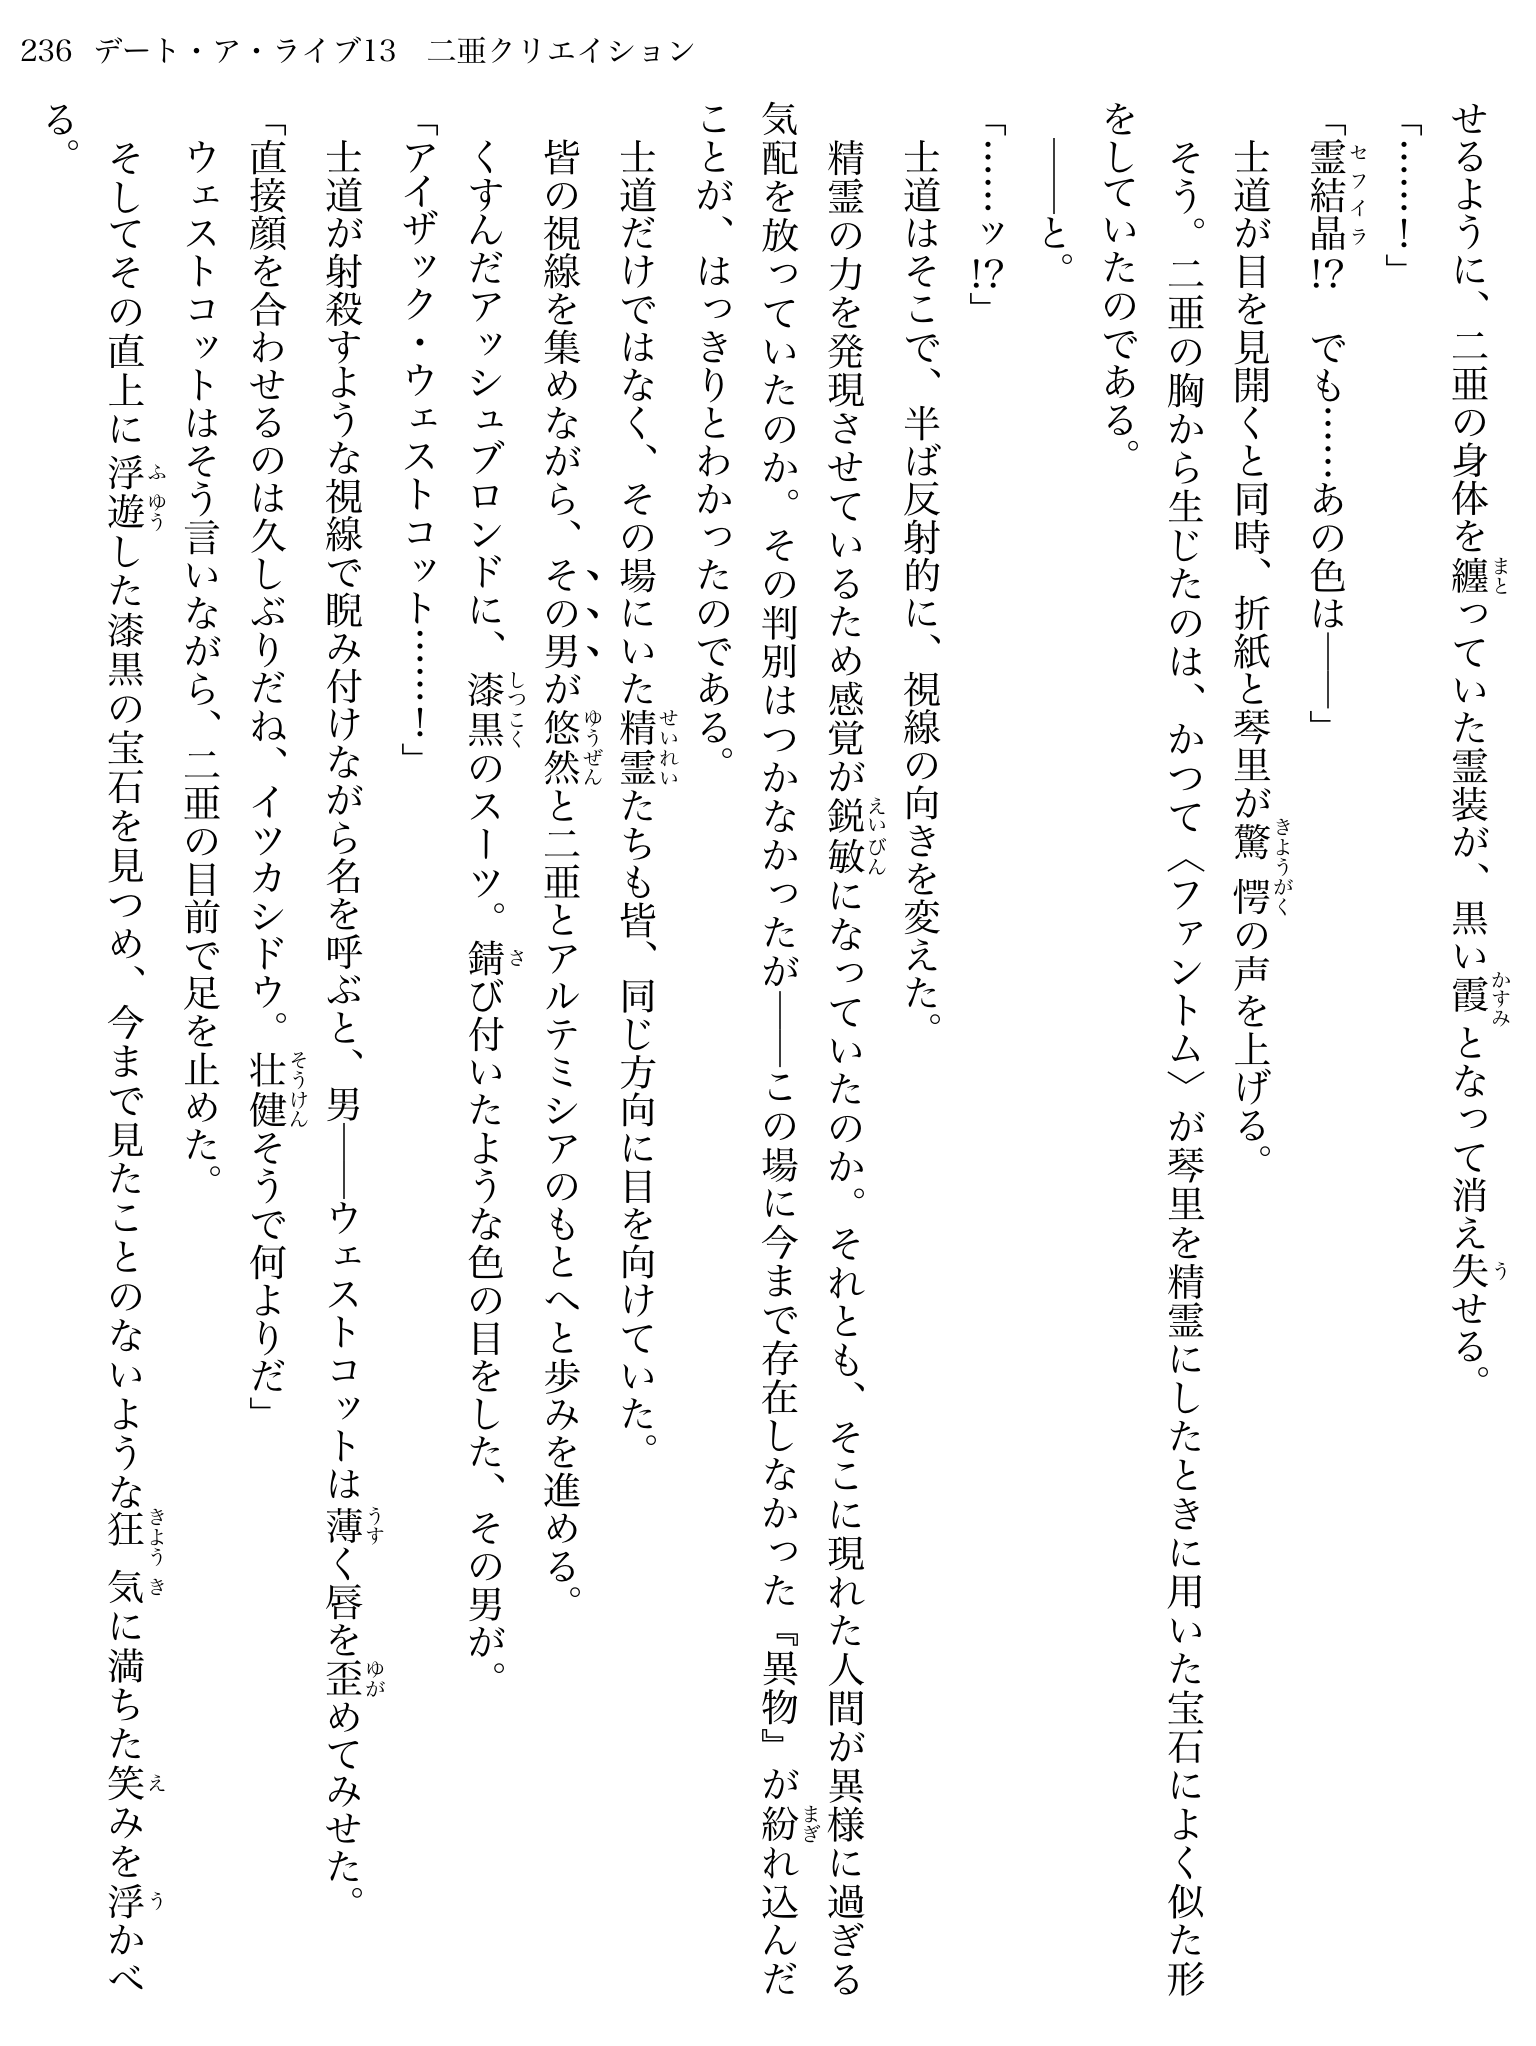 236 デート・ア・ライブ13　二亜クリエイション
せるように、二亜の身体を纏っていた霊装が、黒い霞となって消え失せる。
「……！」
「霊結晶!?　でも……あの色は――」
士道が目を見開くと同時、折紙と琴里が驚愕の声を上げる。
そう。二亜の胸から生じたのは、かつて〈ファントム〉が琴里を精霊にしたときに用いた宝石によく似た形
をしていたのである。
――と。
「……ッ!?」
士道はそこで、半ば反射的に、視線の向きを変えた。
精霊の力を発現させているため感覚が鋭敏になっていたのか。それとも、そこに現れた人間が異様に過ぎる
気配を放っていたのか。その判別はつかなかったが――この場に今まで存在しなかった『異物』が紛れ込んだ
ことが、はっきりとわかったのである。
士道だけではなく、その場にいた精霊たちも皆、同じ方向に目を向けていた。
皆の視線を集めながら、その男が悠然と二亜とアルテミシアのもとへと歩みを進める。
くすんだアッシュブロンドに、漆黒のスーツ。錆び付いたような色の目をした、その男が。
「アイザック・ウェストコット……！」
士道が射殺すような視線で睨み付けながら名を呼ぶと、男――ウェストコットは薄く唇を歪めてみせた。
「直接顔を合わせるのは久しぶりだね、イツカシドウ。壮健そうで何よりだ」
ウェストコットはそう言いながら、二亜の目前で足を止めた。
そしてその直上に浮遊した漆黒の宝石を見つめ、今まで見たことのないような狂気に満ちた笑みを浮かべ
る。